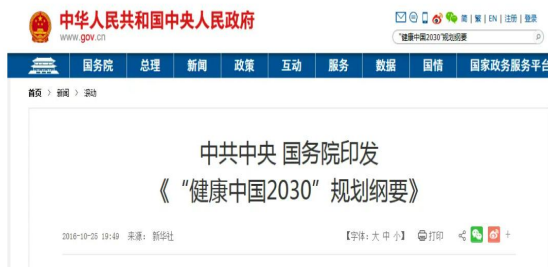 中华人民共和国中央人民政府
www.gov.cn
简 | 繁 | EN | 注册 | 登录
"健康中国2030"规划纲要
国务院 总理 新闻 政策 互动 服务 数据 国情 国家政务服务平台
首页 > 新闻 > 滚动
中共中央 国务院印发
《“健康中国2030”规划纲要》
2016-10-25 19:49 来源： 新华社 【字体：大 中 小】 打印